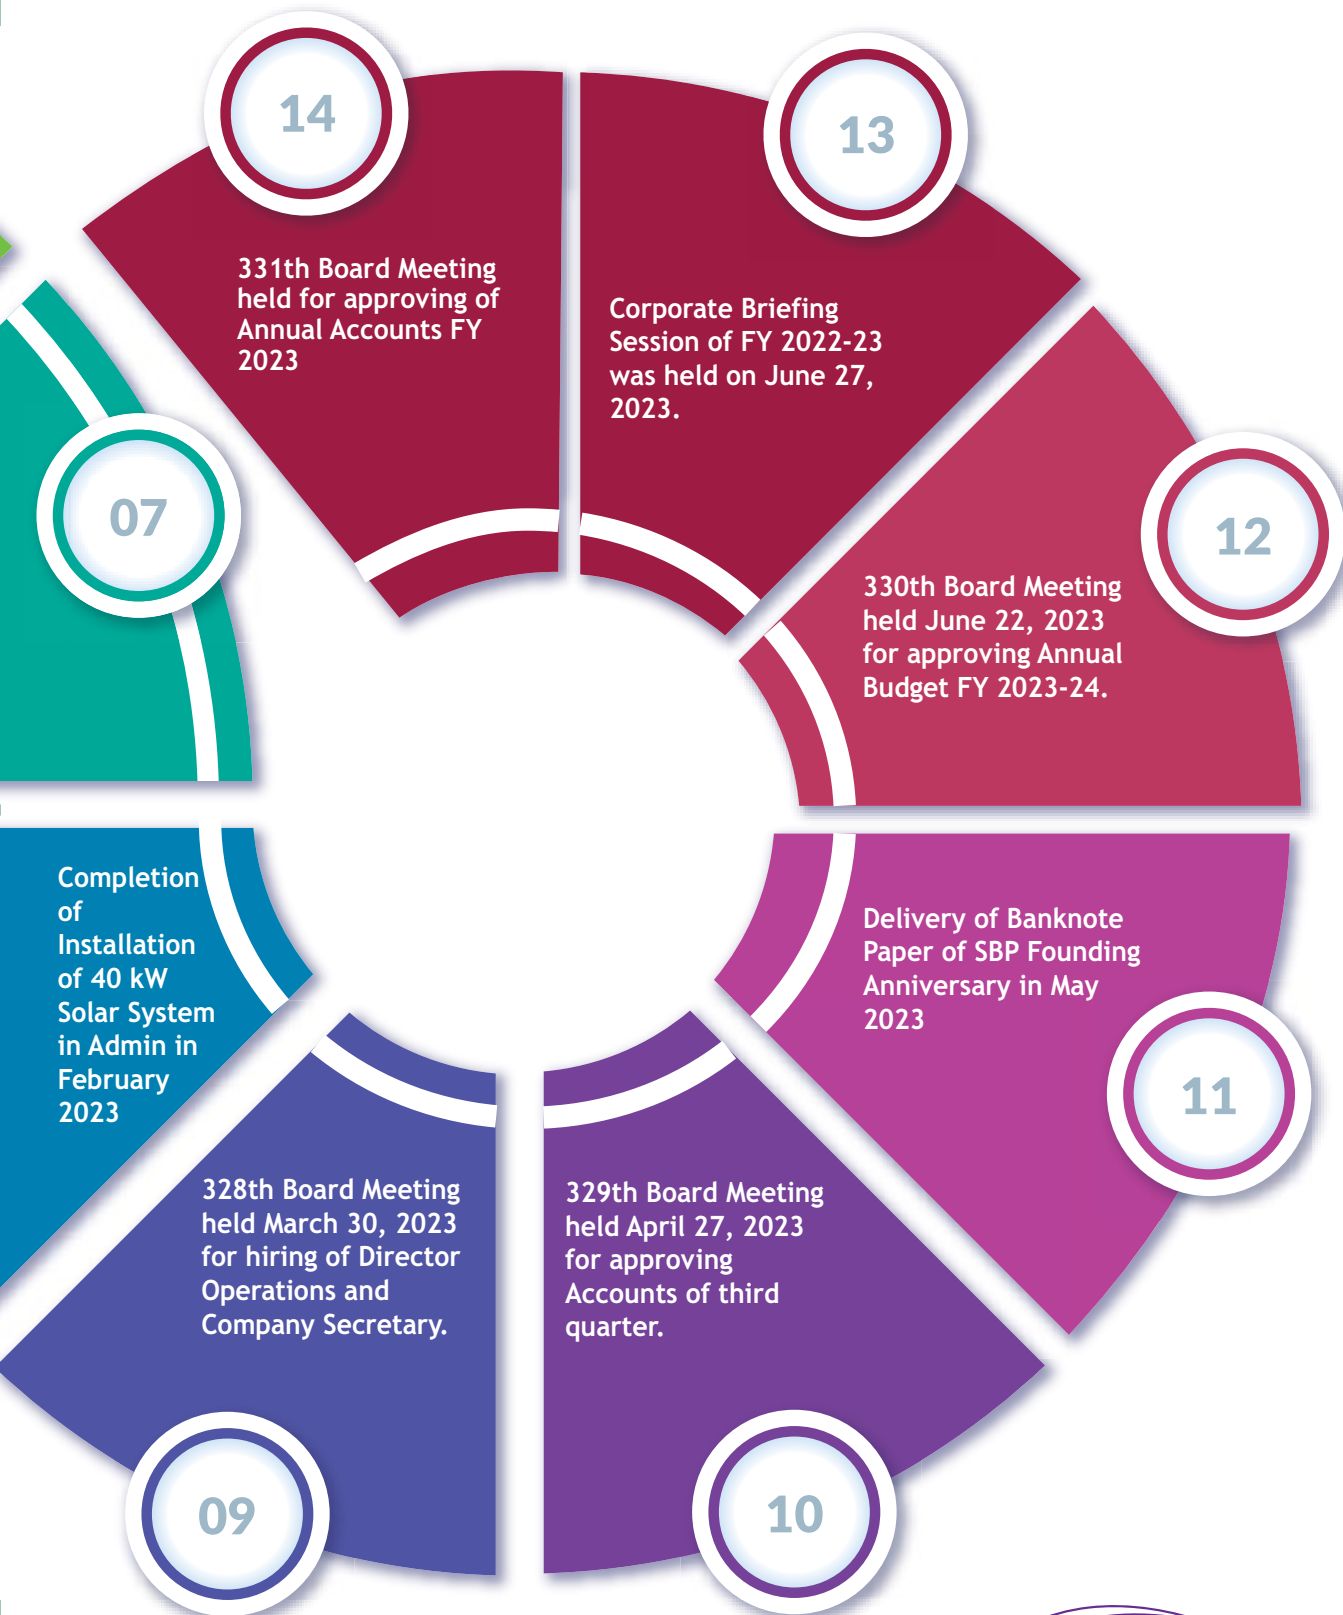 14
331th Board Meeting
held for approving of
Annual Accounts FY
2023
13
Corporate Briefing
Session of FY 2022-23
was held on June 27,
2023.
12
330th Board Meeting
held June 22, 2023
for approving Annual
Budget FY 2023-24.
07
Completion
of
Installation
of 40 kW
Solar System
in Admin in
February
2023
Delivery of Banknote
Paper of SBP Founding
Anniversary in May
2023
11
328th Board Meeting
held March 30, 2023
for hiring of Director
Operations and
Company Secretary.
09
329th Board Meeting
held April 27, 2023
for approving
Accounts of third
quarter.
10